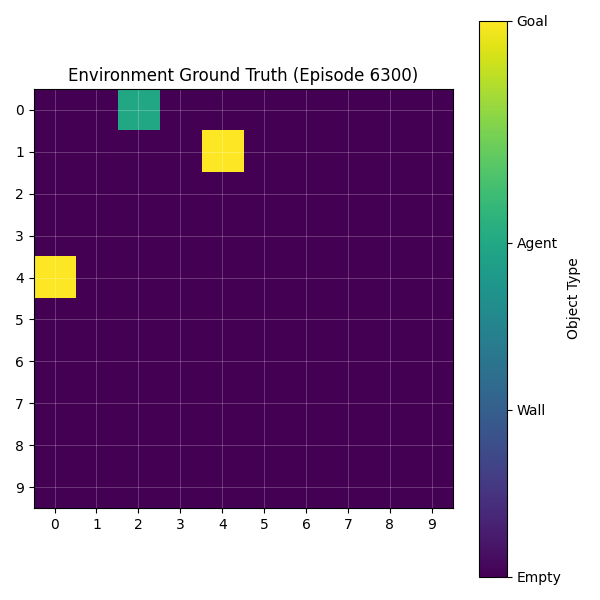 Environment Ground Truth (Episode 6300)
0
1
2
3
4
5
6
7
8
9
0 1 2 3 4 5 6 7 8 9
Goal
Agent
Wall
Empty
Object Type